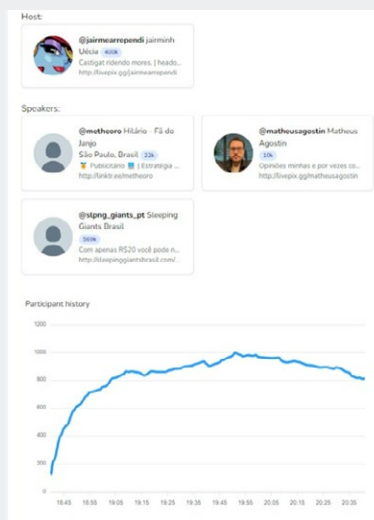 Host:
@jairmearrependi jairminh
Uécia 400k
Castigat ridendo mores. | heado...
http://livepix.gg/jairmearrependi
Speakers:
@metheoro Hilário - Fã do
Janjo
São Paulo, Brasil 22k
🏅 Publicitário | Estratégia ...
http://linktr.ee/metheoro
@matheusagostin Matheus
Agostin
10k
Opiniões minhas e por vezes co...
http://livepix.gg/matheusagostin
@slpng_giants_pt Sleeping
Giants Brasil
569k
Com apenas R$20 você pode n...
http://sleepinggiantsbrasil.com/...
Participant history
1200
1000
800
600
400
200
0
18:45 18:55 19:05 19:15 19:25 19:35 19:45 19:55 20:05 20:15 20:25 20:35